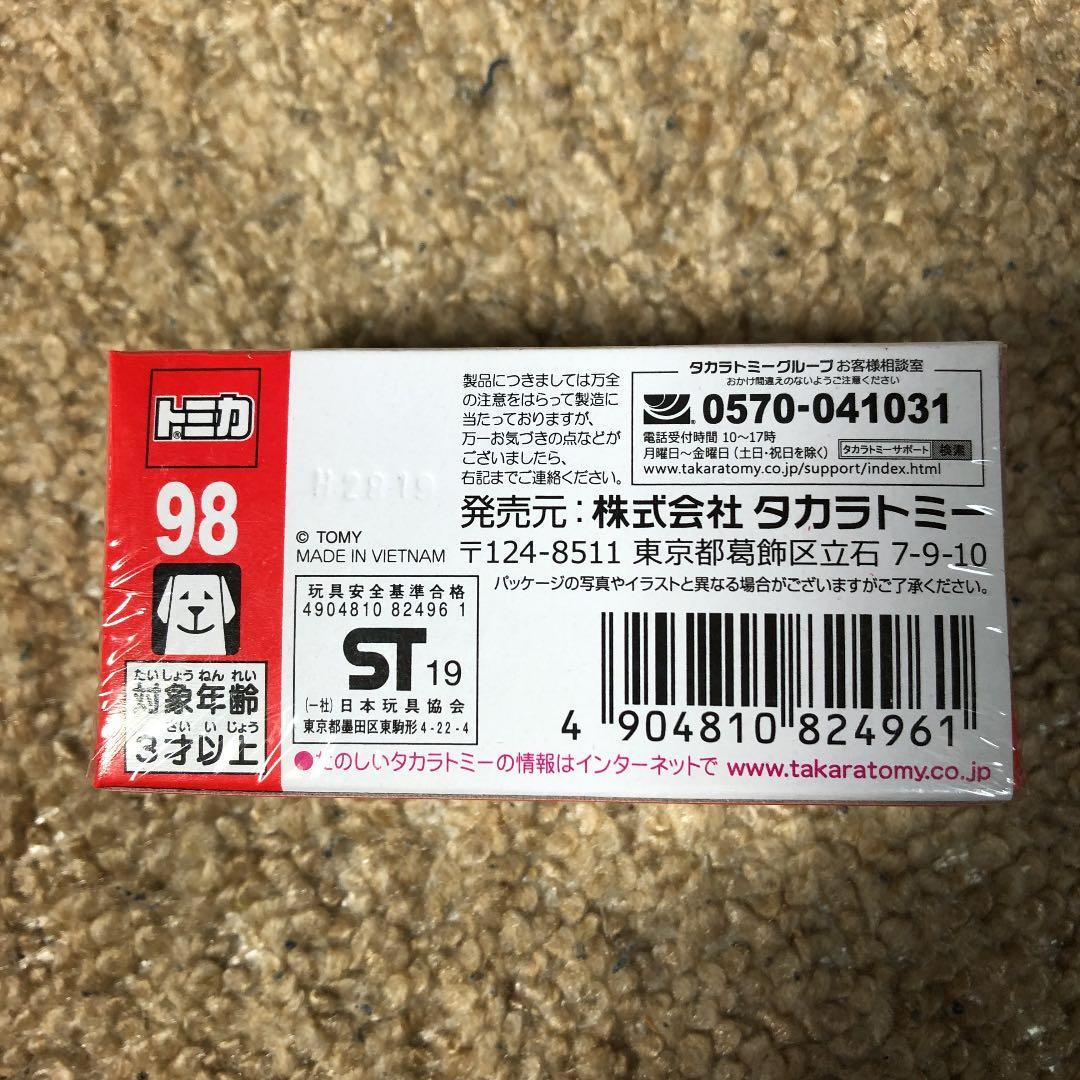 トミカ
®
98
たいしょうねんれい
対象年齢
さいいじょう
3才以上
製品につきましては万全
の注意をはらって製造に
当たっておりますが、
万一お気づきの点などが
ございましたら、
右記までご連絡ください。
タカラトミーグループ お客様相談室
おかけ間違えのないようご注意ください
0570-041031
電話受付時間 10〜17時
月曜日〜金曜日(土・祝日を除く) タカラトミーサポート 検索
www.takaratomy.co.jp/support/index.html
発売元:株式会社 タカラトミー
© TOMY
MADE IN VIETNAM
〒124-8511 東京都葛飾区立石 7-9-10
パッケージの写真やイラストと異なる場合がございますがご了承ください。
玩具安全基準合格
4904810 82496 1
ST 19
(一社)日本玩具協会
東京都墨田区東駒形4-22-4
4 904810 824961
●たのしいタカラトミーの情報はインターネットで www.takaratomy.co.jp